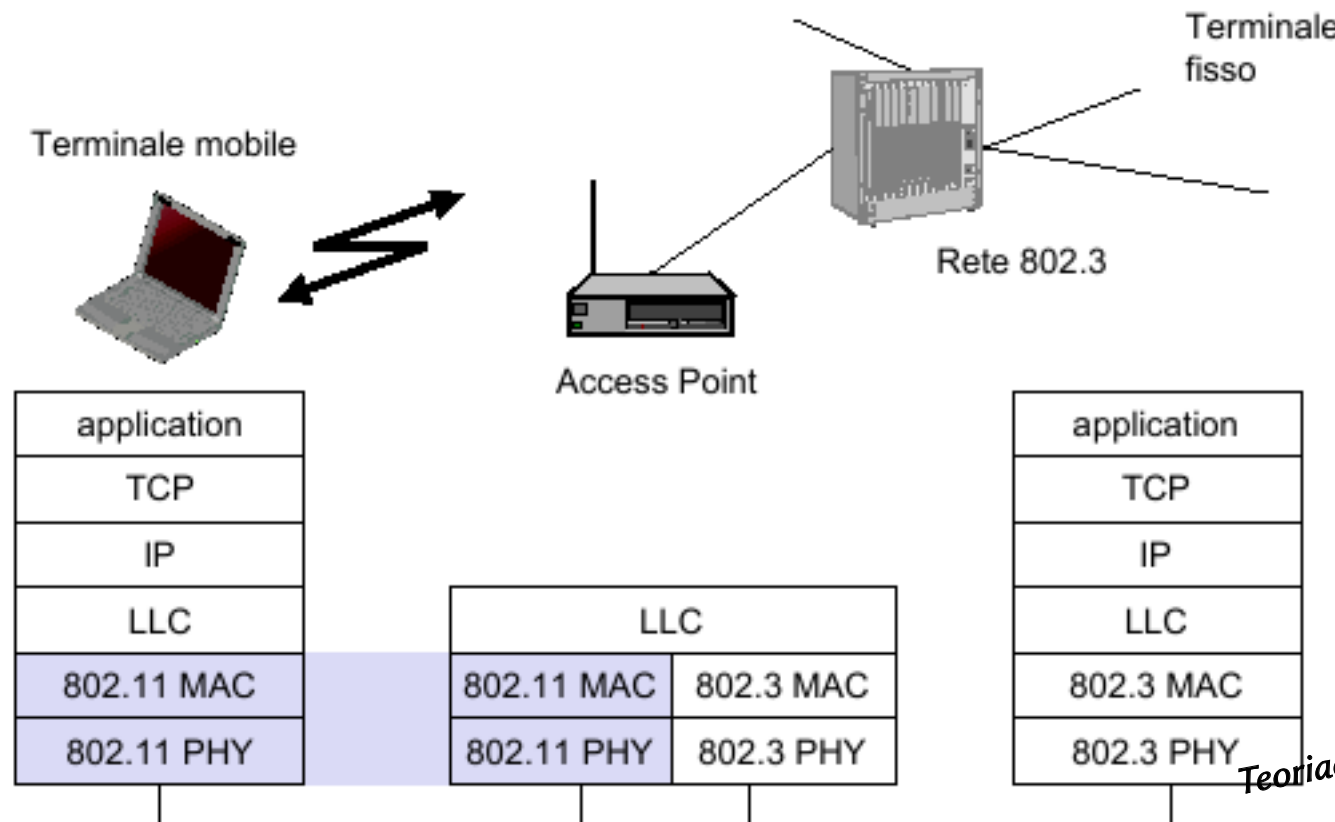 Terminale
fisso
Terminale mobile
Rete 802.3
Access Point
application
TCP
IP
LLC
802.11 MAC
802.11 PHY
LLC
802.11 MAC
802.3 MAC
802.11 PHY
802.3 PHY
application
TCP
IP
LLC
802.3 MAC
802.3 PHY